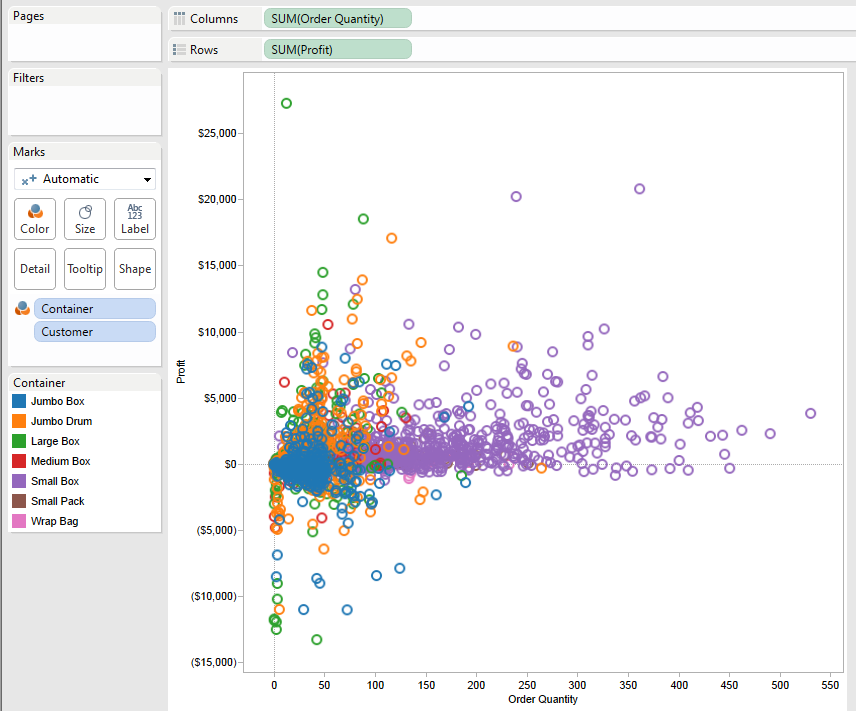 Pages
Columns
SUM(Order Quantity)
Rows
SUM(Profit)
Filters
Marks
Automatic
Color
Size
Abc
123
Label
Detail
Tooltip
Shape
Container
Customer
Container
Jumbo Box
Jumbo Drum
Large Box
Medium Box
Small Box
Small Pack
Wrap Bag
Profit
$25,000
$20,000
$15,000
$10,000
$5,000
$0
($5,000)
($10,000)
($15,000)
0 50 100 150 200 250 300 350 400 450 500 550
Order Quantity